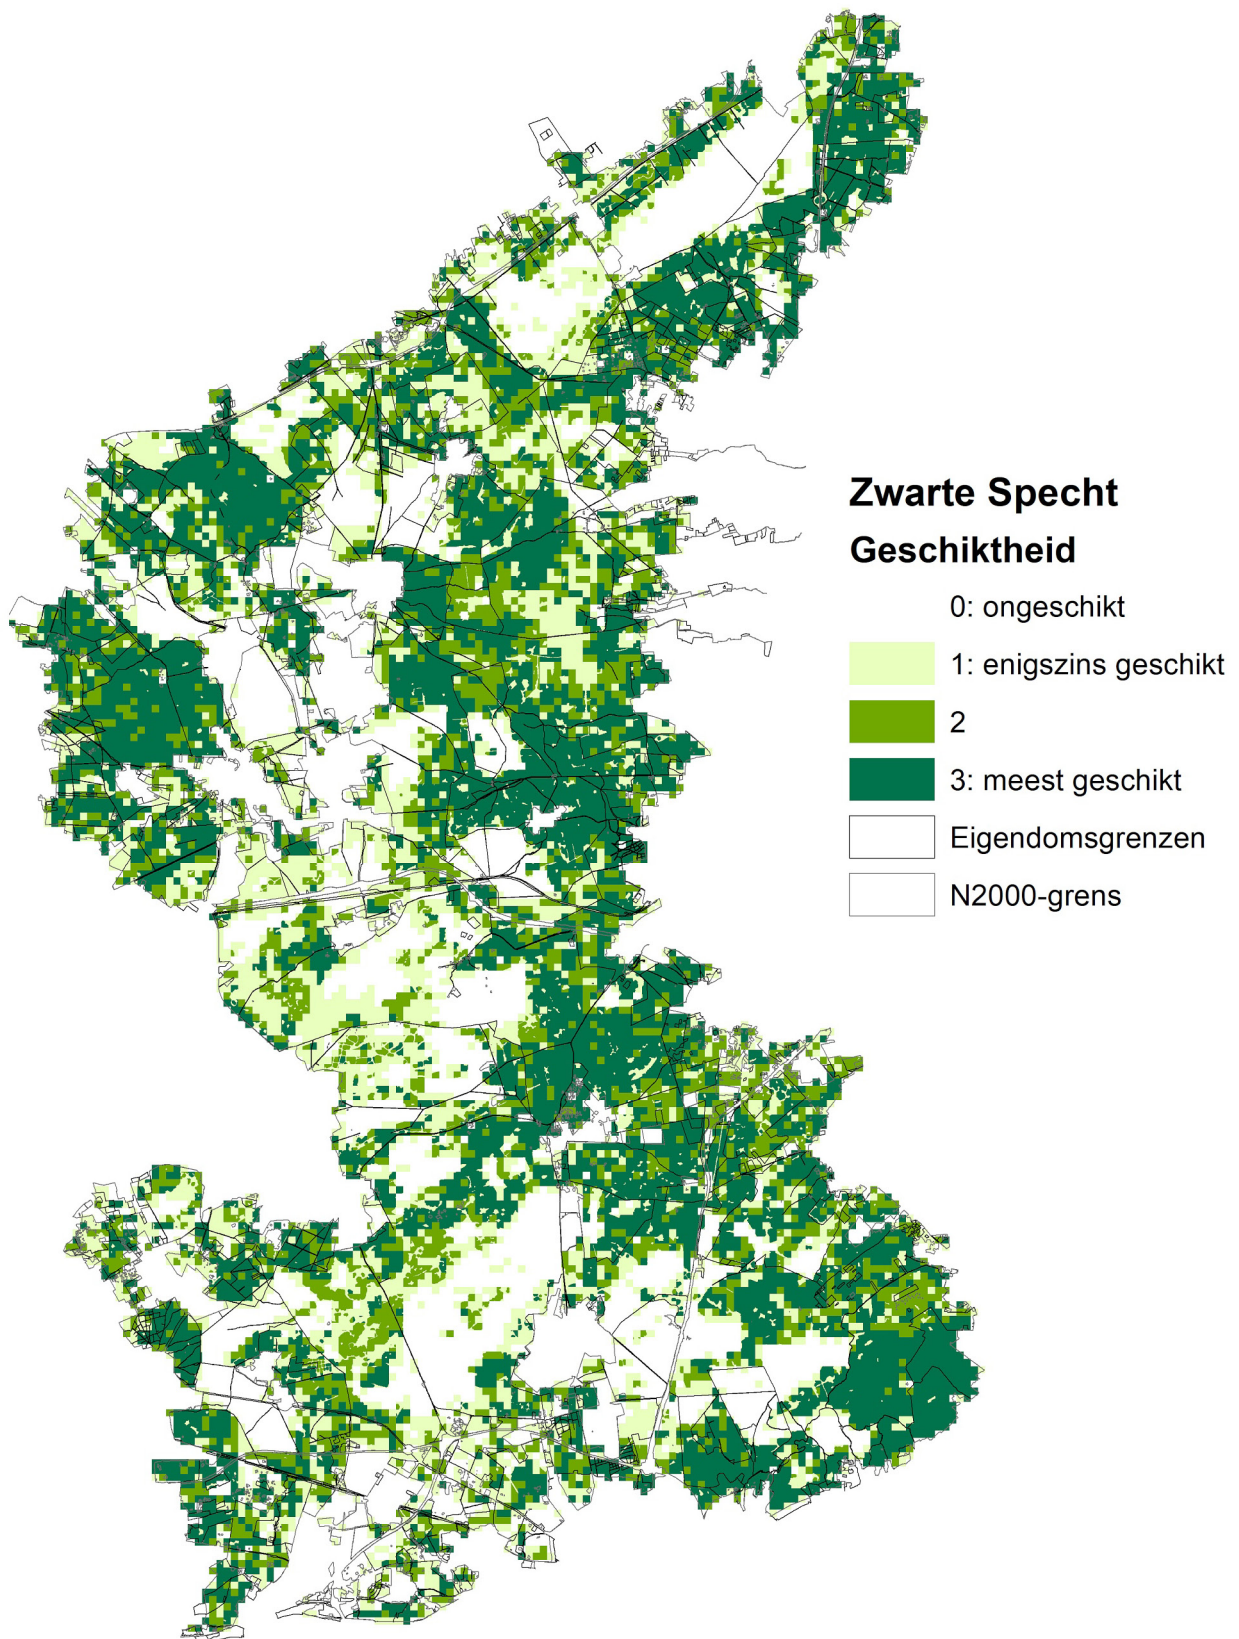 Zwarte Specht
Geschiktheid
0: ongeschikt
1: enigszins geschikt
2
3: meest geschikt
Eigendomsgrenzen
N2000-grens